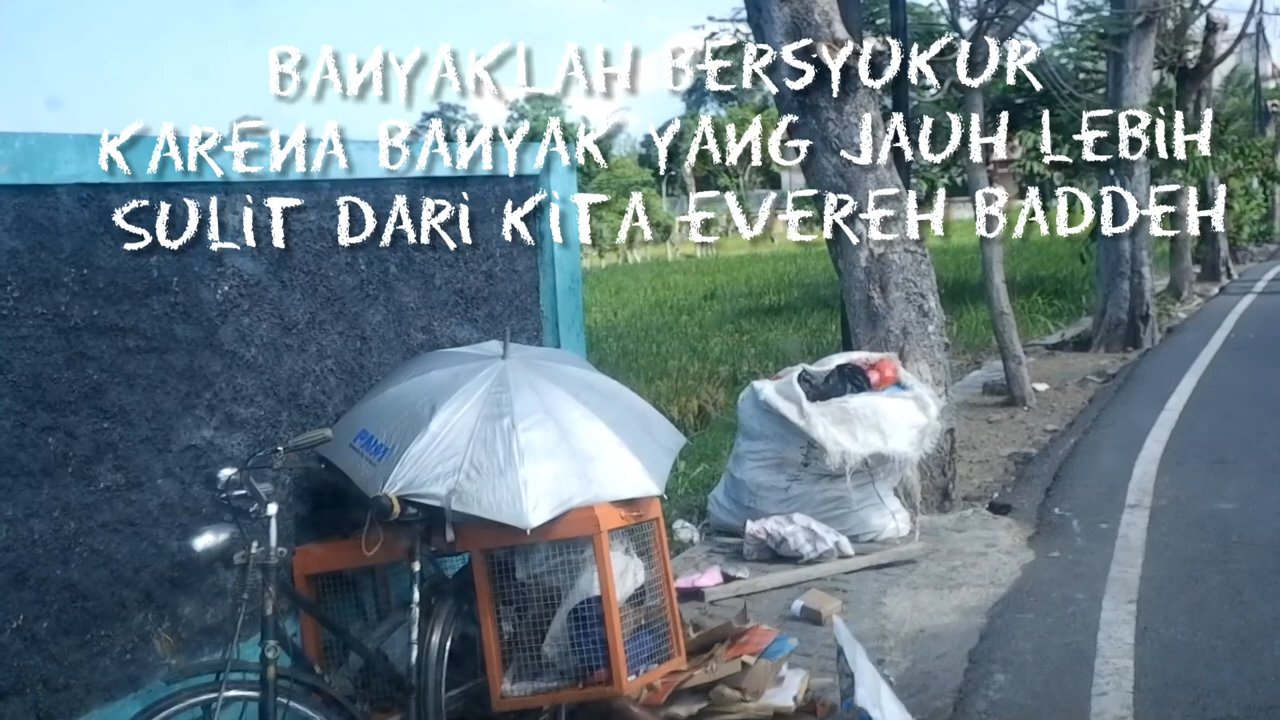 BANYAKLAH BERSYUKUR
KARENA BANYAK YANG JAUH LEBIH
SULIT DARI KITA EVEREH BADDEH